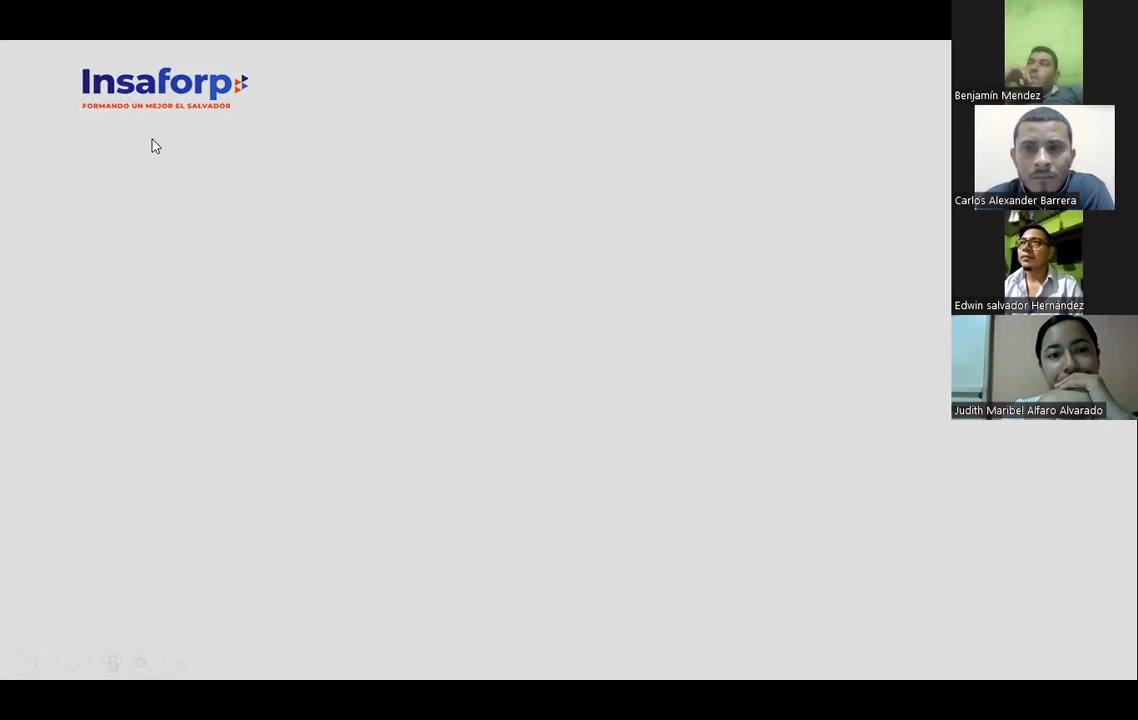 Insaforp
FORMANDO UN MEJOR EL SALVADOR
Benjamín Mendez
Carlos Alexander Barrera
Edwin salvador Hernández
Judith Maribel Alfaro Alvarado